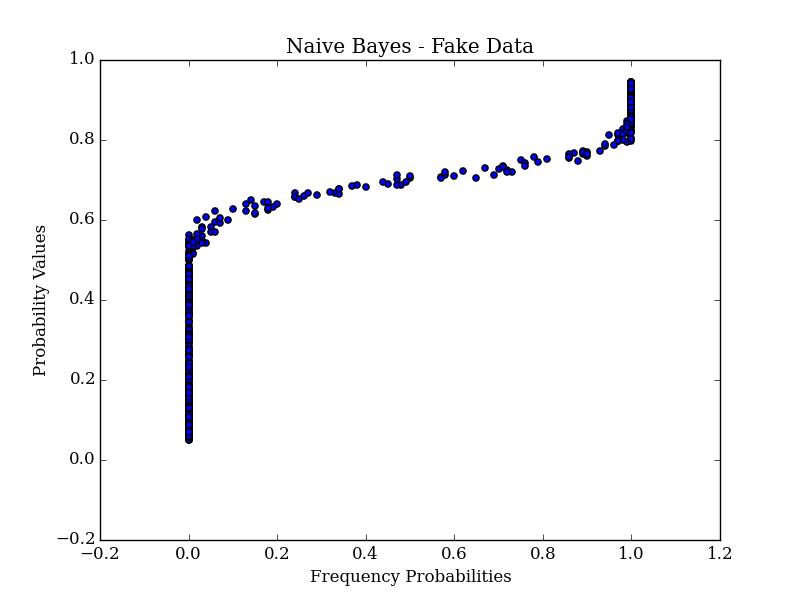 Naive Bayes - Fake Data
1.0
0.8
0.6
0.4
0.2
0.0
−0.2
Probability Values
−0.2 0.0 0.2 0.4 0.6 0.8 1.0 1.2
Frequency Probabilities